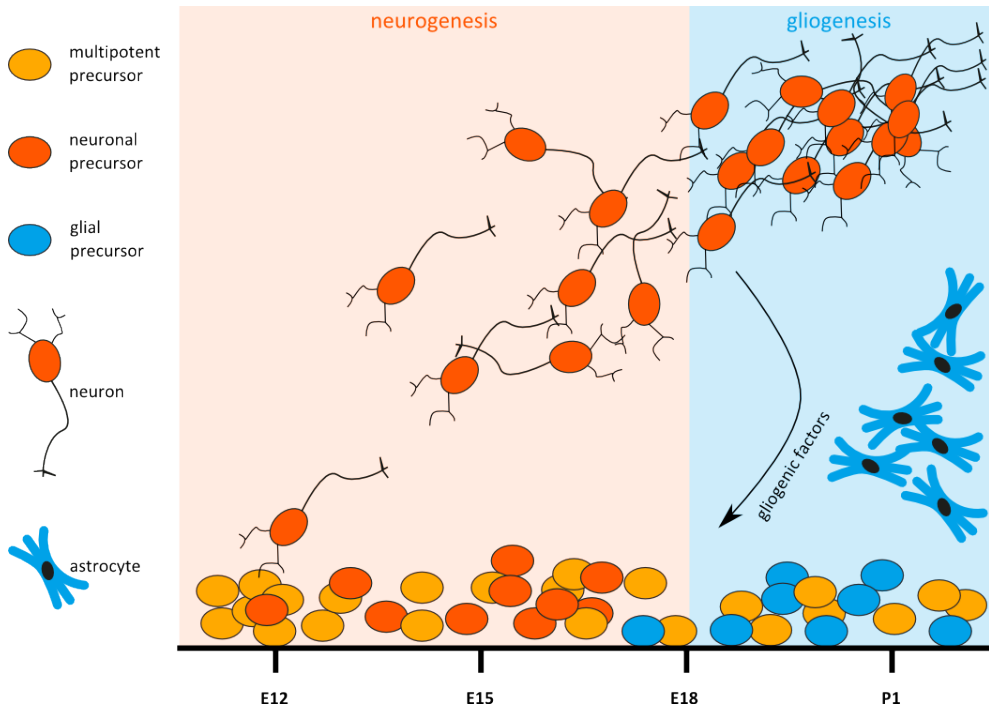 neurogenesis
gliogenesis
multipotent
precursor
neuronal
precursor
glial
precursor
neuron
astrocyte
gliogenic factors
E12
E15
E18
P1